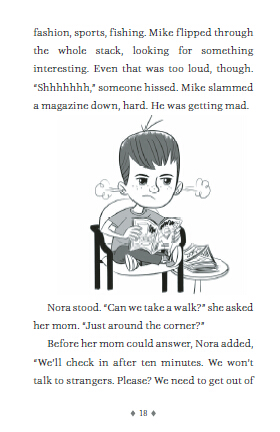 fashion, sports, fishing. Mike flipped through
the whole stack, looking for something
interesting. Even that was too loud, though.
“Shhhhhhh,” someone hissed. Mike slammed
a magazine down, hard. He was getting mad.
Nora stood. “Can we take a walk?” she asked
her mom. “Just around the corner?”
Before her mom could answer, Nora added,
“We’ll check in after ten minutes. We won’t
talk to strangers. Please? We need to get out of
♦ 18 ♦